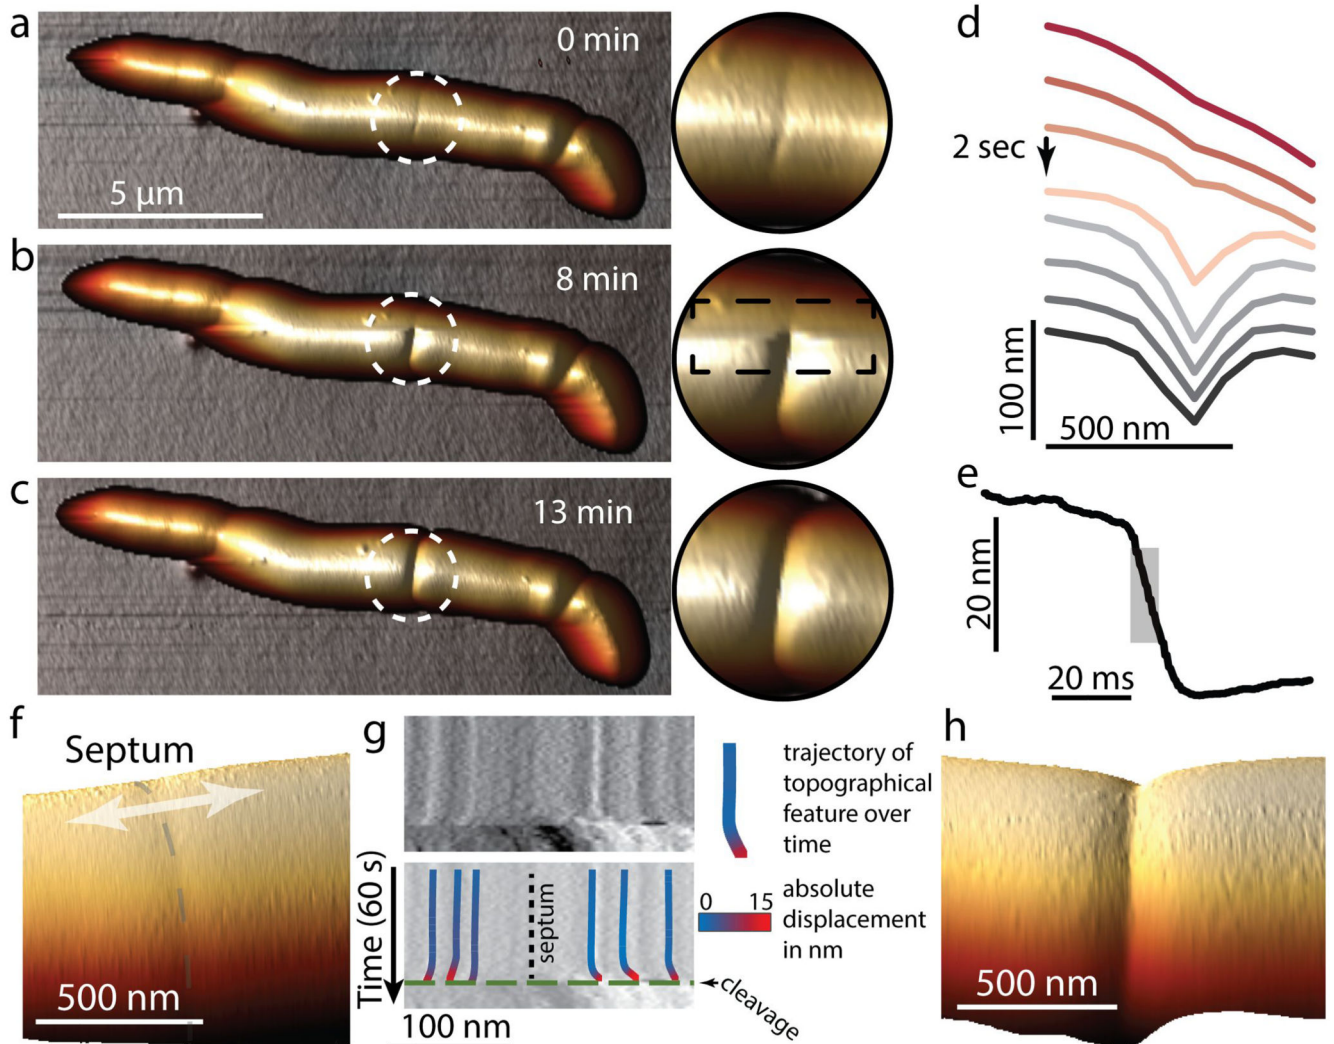 a
0 min
5 µm
b
8 min
c
13 min
d
2 sec
100 nm
500 nm
e
20 nm
20 ms
f
Septum
500 nm
g
Time (60 s)
septum
100 nm
trajectory of
topographical
feature over
time
0 15
absolute
displacement
in nm
cleavage
h
500 nm